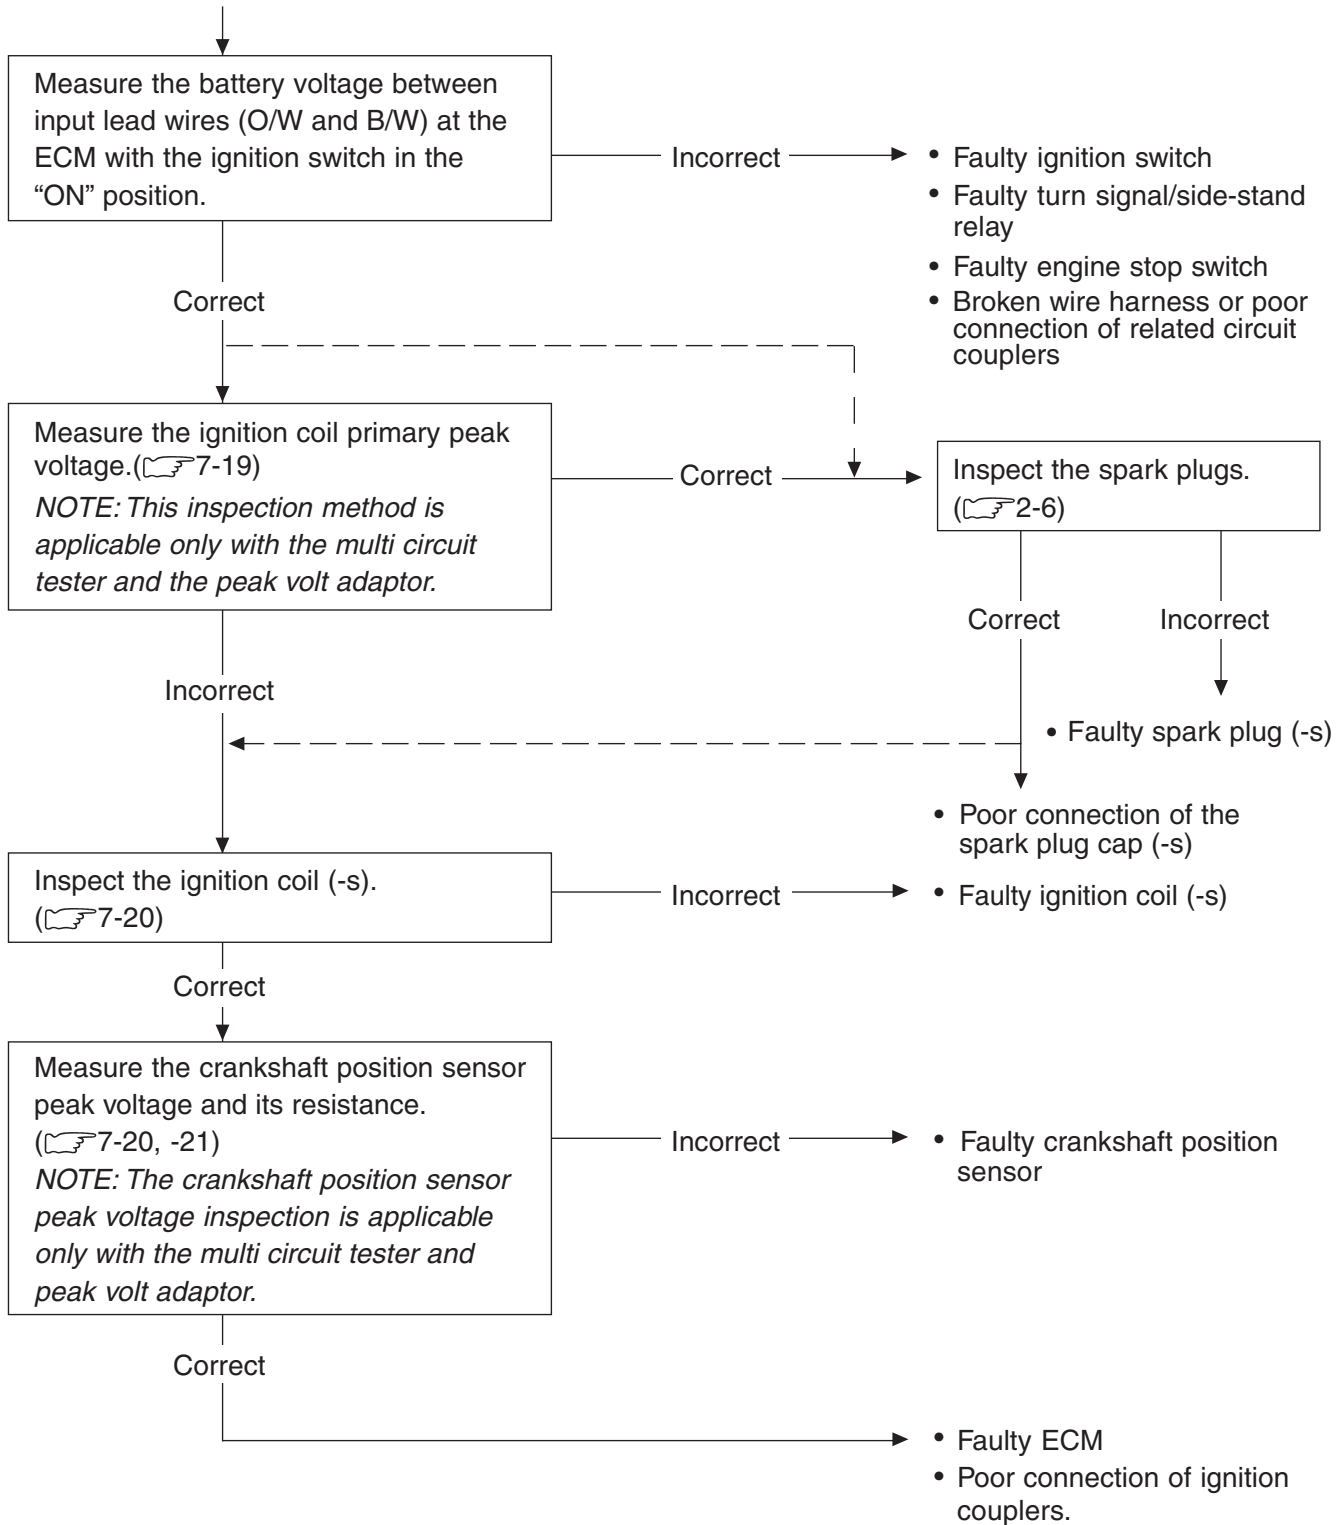 Measure the battery voltage between
input lead wires (O/W and B/W) at the
ECM with the ignition switch in the
“ON” position.
Incorrect
• Faulty ignition switch
• Faulty turn signal/side-stand
relay
• Faulty engine stop switch
• Broken wire harness or poor
connection of related circuit
couplers
Correct
Measure the ignition coil primary peak
voltage.(7-19)
NOTE: This inspection method is
applicable only with the multi circuit
tester and the peak volt adaptor.
Correct
Inspect the spark plugs.
(2-6)
Correct
Incorrect
Incorrect
• Faulty spark plug (-s)
• Poor connection of the
spark plug cap (-s)
Inspect the ignition coil (-s).
(7-20)
Incorrect
• Faulty ignition coil (-s)
Correct
Measure the crankshaft position sensor
peak voltage and its resistance.
(7-20, -21)
NOTE: The crankshaft position sensor
peak voltage inspection is applicable
only with the multi circuit tester and
peak volt adaptor.
Incorrect
• Faulty crankshaft position
sensor
Correct
• Faulty ECM
• Poor connection of ignition
couplers.